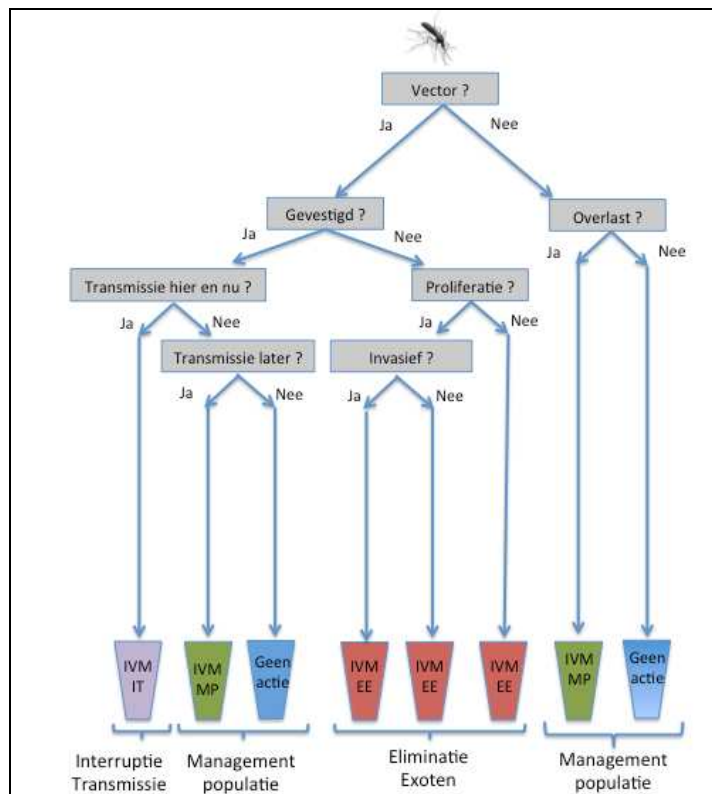 Vector ?
Ja
Nee
Gevestigd ?
Overlast ?
Ja
Nee
Ja
Nee
Transmissie hier en nu ?
Proliferatie ?
Ja
Nee
Ja
Nee
Transmissie later ?
Invasief ?
Ja
Nee
Ja
Nee
IVM
IT
IVM
MP
Geen
actie
IVM
EE
IVM
EE
IVM
EE
IVM
MP
Geen
actie
Interruptie
Transmissie
Management
populatie
Eliminatie
Exoten
Management
populatie